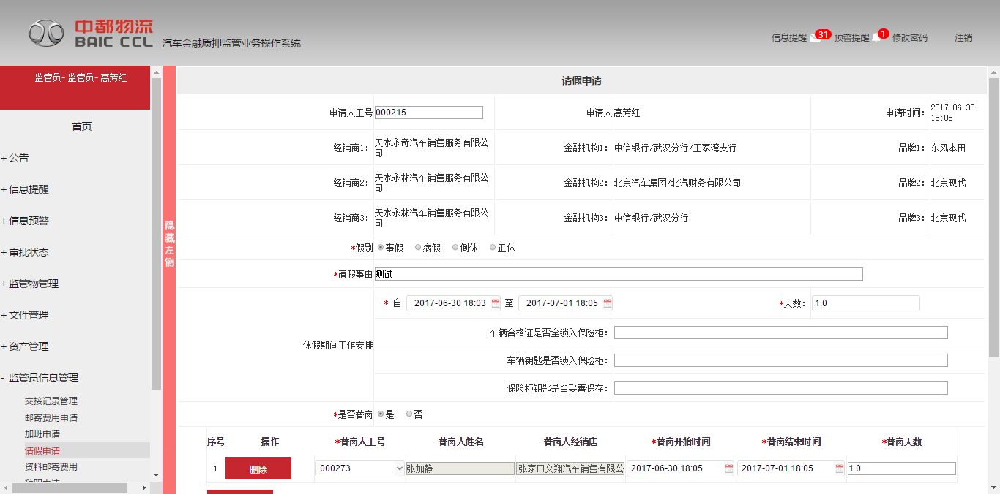 中都物流
BAIC CCL
汽车金融质押监管业务操作系统
信息提醒 31 预警提醒 1 修改密码 注销
监管员- 监管员- 高芳红
首页
+ 公告
+ 信息提醒
+ 信息预警
+ 审批状态
+ 监管物管理
+ 文件管理
+ 资产管理
- 监管员信息管理
交接记录管理
邮寄费用申请
加班申请
请假申请
资料邮寄费用
隐藏左侧
请假申请
申请人工号 000215 申请人 高芳红 申请时间: 2017-06-30 18:05
经销商1: 天水永奇汽车销售服务有限公司 金融机构1: 中信银行/武汉分行/王家湾支行 品牌1: 东风本田
经销商2: 天水永林汽车销售服务有限公司 金融机构2: 北京汽车集团/北汽财务有限公司 品牌2: 北京现代
经销商3: 天水永林汽车销售服务有限公司 金融机构3: 中信银行/武汉分行 品牌3: 北京现代
*假别 事假 病假 倒休 正休
*请假事由 测试
* 自 2017-06-30 18:03 至 2017-07-01 18:05 *天数: 1.0
休假期间工作安排
车辆合格证是否全锁入保险柜:
车辆钥匙是否锁入保险柜:
保险柜钥匙是否妥善保存:
*是否替岗 是 否
序号 操作 *替岗人工号 替岗人姓名 替岗人经销店 *替岗开始时间 *替岗结束时间 *替岗天数
1 删除 000273 张加静 张家口文翔汽车销售有限公 2017-06-30 18:05 2017-07-01 18:05 1.0